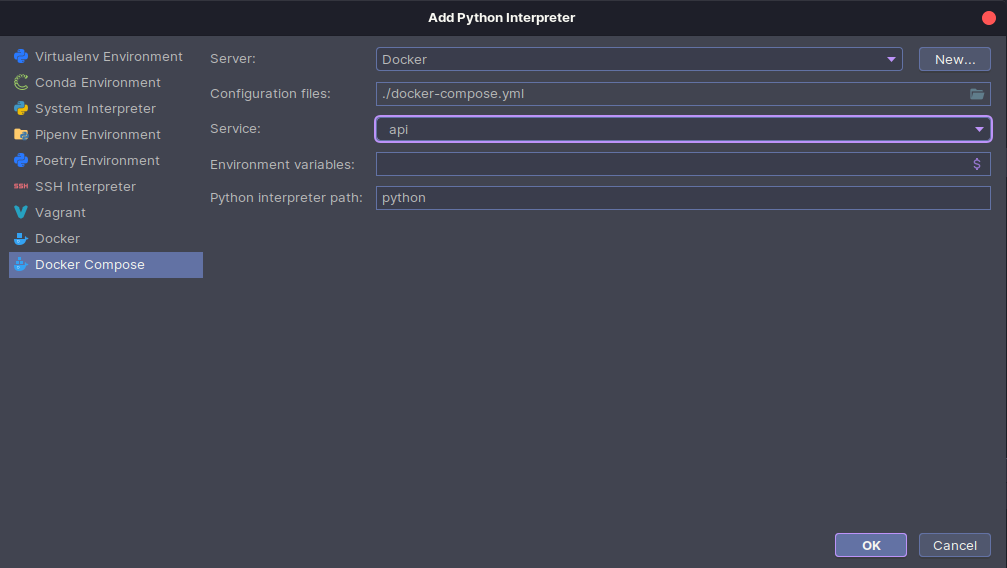 Add Python Interpreter
Virtualenv Environment
Conda Environment
System Interpreter
Pipenv Environment
Poetry Environment
SSH SSH Interpreter
Vagrant
Docker
Docker Compose
Server: Docker New...
Configuration files: ./docker-compose.yml
Service: api
Environment variables: $
Python interpreter path: python
OK Cancel